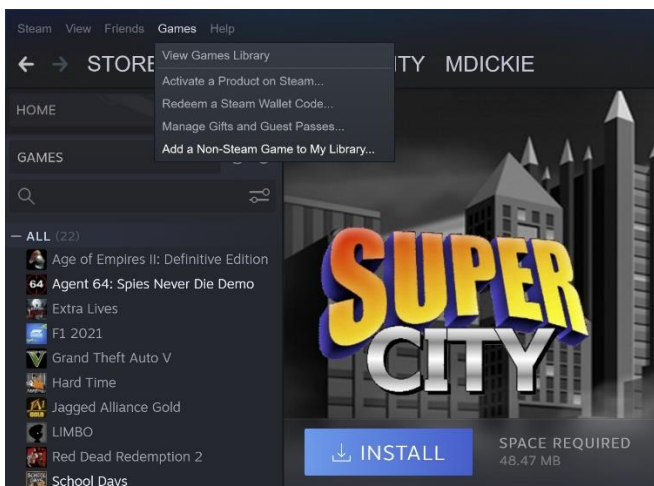 Steam View Friends Games Help
View Games Library
Activate a Product on Steam...
Redeem a Steam Wallet Code...
Manage Gifts and Guest Passes...
Add a Non-Steam Game to My Library...
STORE
MDICKIE
HOME
GAMES
ALL (22)
Age of Empires II: Definitive Edition
64 Agent 64: Spies Never Die Demo
Extra Lives
F1 2021
Grand Theft Auto V
Hard Time
Jagged Alliance Gold
LIMBO
Red Dead Redemption 2
School Days
SUPER
CITY
INSTALL
SPACE REQUIRED
48.47 MB